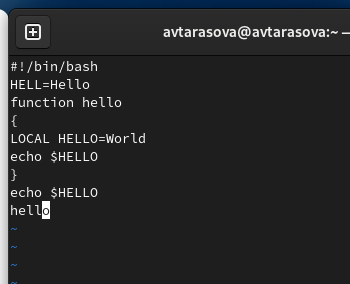 avtarasova@avtarasova:~ —
#!/bin/bash
HELL=Hello
function hello
{
LOCAL HELLO=World
echo $HELLO
}
echo $HELLO
hello
~
~
~
~